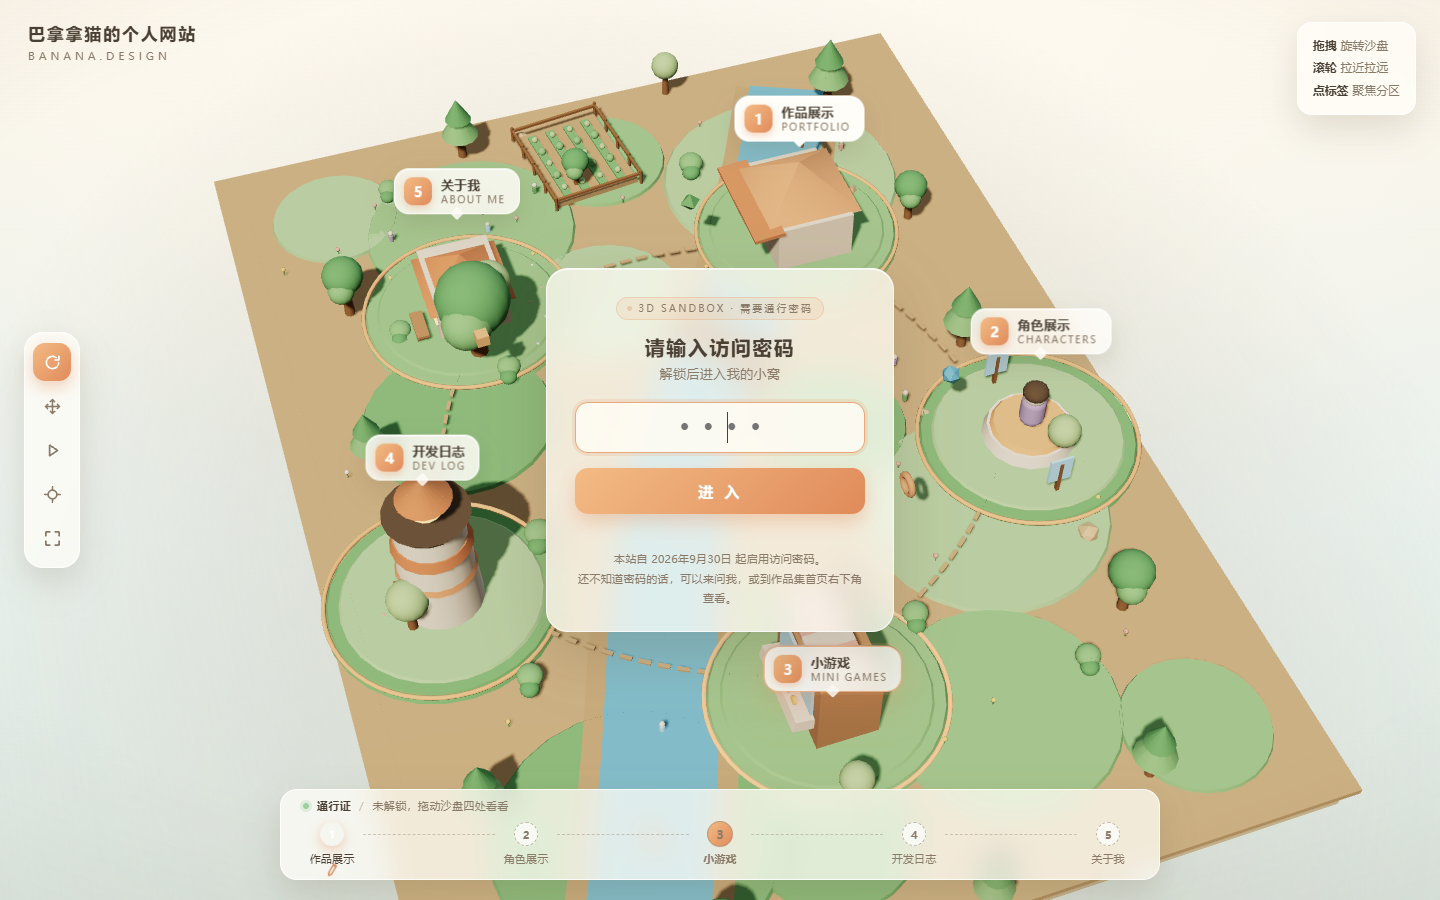 巴拿拿猫的个人网站
BANANA.DESIGN
拖拽 旋转沙盘
滚轮 拉近拉远
点标签 聚焦分区
1 作品展示
PORTFOLIO
5 关于我
ABOUT ME
2 角色展示
CHARACTERS
3D SANDBOX · 需要通行密码
请输入访问密码
解锁后进入我的小窝
进 入
本站自 2026年9月30日 起启用访问密码。
还不知道密码的话，可以来问我，或到作品集首页右下角
查看。
4 开发日志
DEV LOG
3 小游戏
MINI GAMES
通行证 / 未解锁，拖动沙盘四处看看
1 2 3 4 5
作品展示 角色展示 小游戏 开发日志 关于我